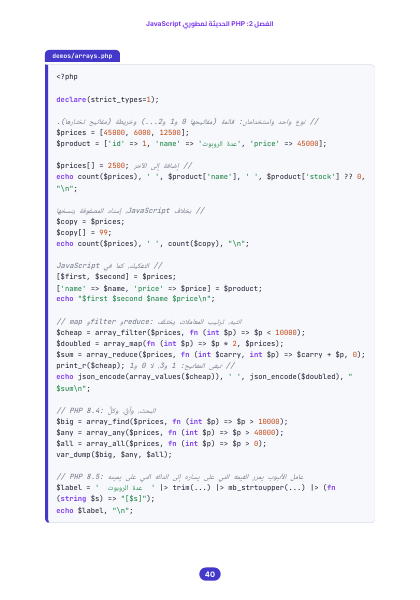 الفصل 2: PHP الحديثة لمطوري JavaScript
demos/arrays.php
<?php
declare(strict_types=1);
// نوع واحد واستخدامان: قائمة (مفاتيحها 0 و1 و2...) وخريطة (مفاتيح تختارها).
$prices = [45000, 6000, 12500];
$product = ['id' => 1, 'name' => 'عدة الروبوت', 'price' => 45000];
$prices[] = 2500; // إضافة إلى الآخر
echo count($prices), ' ', $product['name'], ' ', $product['stock'] ?? 0,
"\n";
// بخلاف JavaScript، إسناد المصفوفة ينسخها
$copy = $prices;
$copy[] = 99;
echo count($prices), ' ', count($copy), "\n";
// التفكيك، كما في JavaScript
[$first, $second] = $prices;
['name' => $name, 'price' => $price] = $product;
echo "$first $second $name $price\n";
// map وfilter وreduce: انتبه، ترتيب المعاملات يختلف
$cheap = array_filter($prices, fn (int $p) => $p < 10000);
$doubled = array_map(fn (int $p) => $p * 2, $prices);
$sum = array_reduce($prices, fn (int $carry, int $p) => $carry + $p, 0);
print_r($cheap); // تبقى المفاتيح: 1 و3، لا 0 و1
echo json_encode(array_values($cheap)), ' ', json_encode($doubled), "
$sum\n";
// PHP 8.4: البحث، وأيّ، وكلّ
$big = array_find($prices, fn (int $p) => $p > 10000);
$any = array_any($prices, fn (int $p) => $p > 40000);
$all = array_all($prices, fn (int $p) => $p > 0);
var_dump($big, $any, $all);
// PHP 8.5: عامل الأنبوب يمرر القيمة التي على يساره إلى الدالة التي على يمينه
$label = '  عدة الروبوت  ' |> trim(...) |> mb_strtoupper(...) |> (fn
(string $s) => "[$s]");
echo $label, "\n";
40